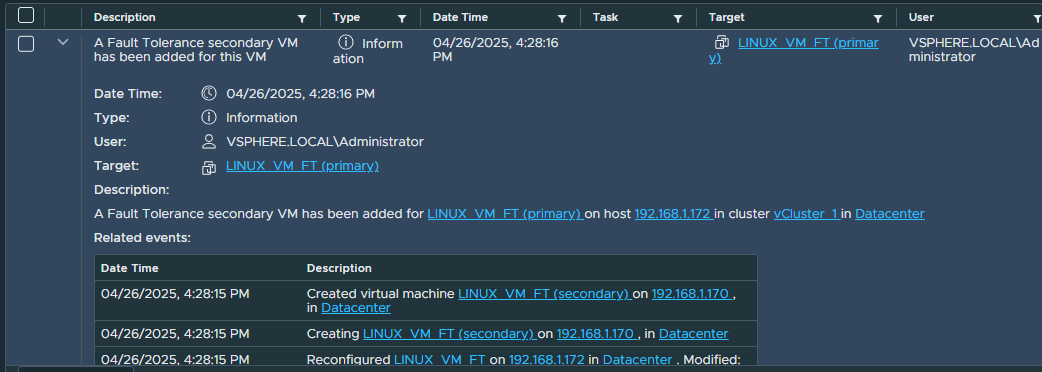 Description Type Date Time Task Target User
A Fault Tolerance secondary VM Inform 04/26/2025, 4:28:16 LINUX_VM_FT (primar VSPHERE.LOCAL\Ad
has been added for this VM ation PM y) ministrator
Date Time: 04/26/2025, 4:28:16 PM
Type: Information
User: VSPHERE.LOCAL\Administrator
Target: LINUX_VM_FT (primary)
Description:
A Fault Tolerance secondary VM has been added for LINUX_VM_FT (primary) on host 192.168.1.172 in cluster vCluster_1 in Datacenter
Related events:
Date Time Description
04/26/2025, 4:28:15 PM Created virtual machine LINUX_VM_FT (secondary) on 192.168.1.170 ,
in Datacenter
04/26/2025, 4:28:15 PM Creating LINUX_VM_FT (secondary) on 192.168.1.170 , in Datacenter
04/26/2025, 4:28:15 PM Reconfigured LINUX_VM_FT on 192.168.1.172 in Datacenter . Modified: